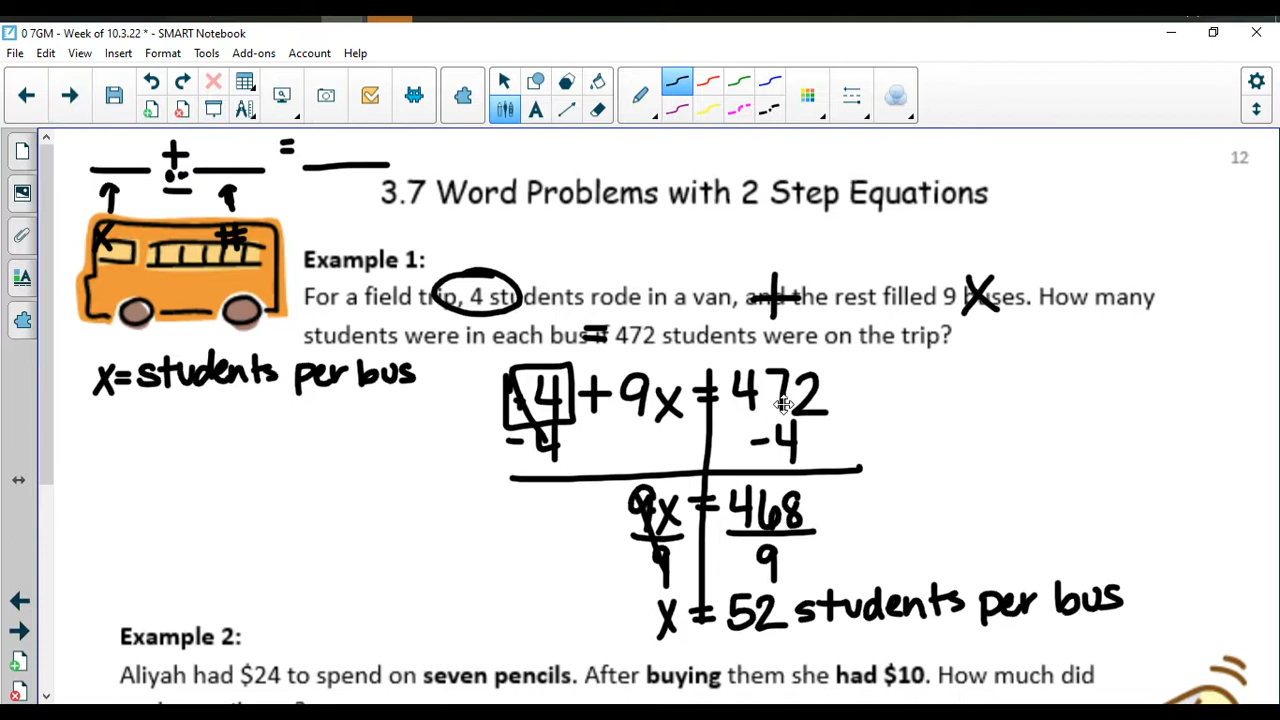 0 7GM - Week of 10.3.22 * - SMART Notebook
File Edit View Insert Format Tools Add-ons Account Help
12
___ + ÷ − ___ = ___
x #
3.7 Word Problems with 2 Step Equations
Example 1:
For a field trip, 4 students rode in a van, and + the rest filled 9 buses. x How many
students were in each bus if = 472 students were on the trip?
x= students per bus
4 + 9x = 472
-4 -4
9x = 468
9 9
x = 52 students per bus
Example 2:
Aliyah had $24 to spend on seven pencils. After buying them she had $10. How much did